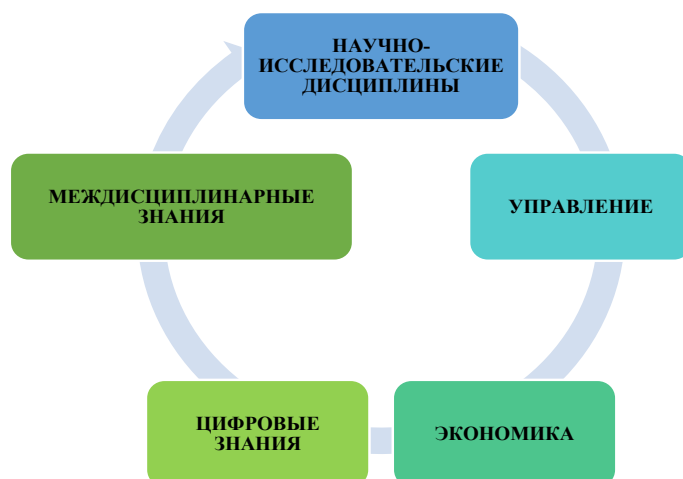 НАУЧНО-
ИССЛЕДОВАТЕЛЬСКИЕ
ДИСЦИПЛИНЫ
УПРАВЛЕНИЕ
ЭКОНОМИКА
ЦИФРОВЫЕ
ЗНАНИЯ
МЕЖДИСЦИПЛИНАРНЫЕ
ЗНАНИЯ